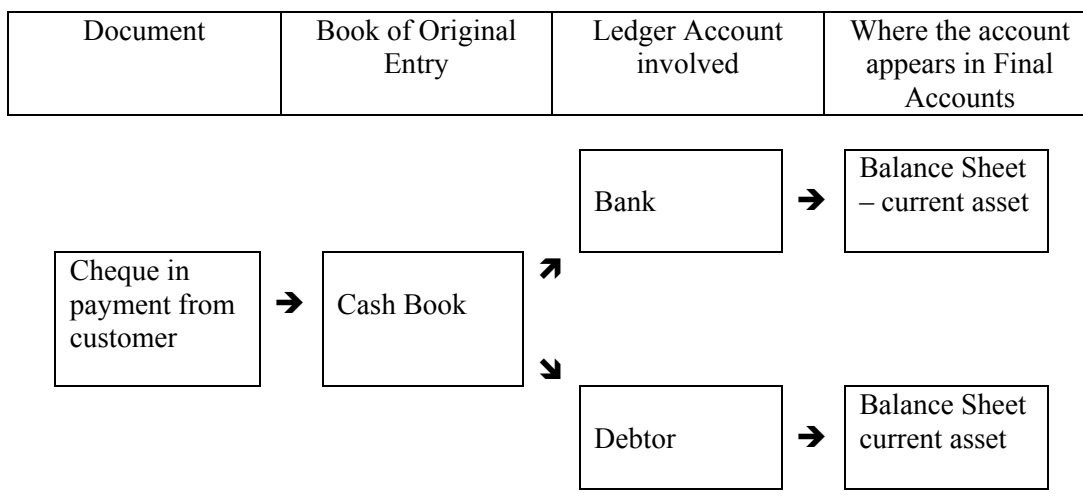 Document
Book of Original
Entry
Ledger Account
involved
Where the account
appears in Final
Accounts
Bank
➔
Balance Sheet
– current asset
Cheque in
payment from
customer
➔
Cash Book
Debtor
➔
Balance Sheet
current asset